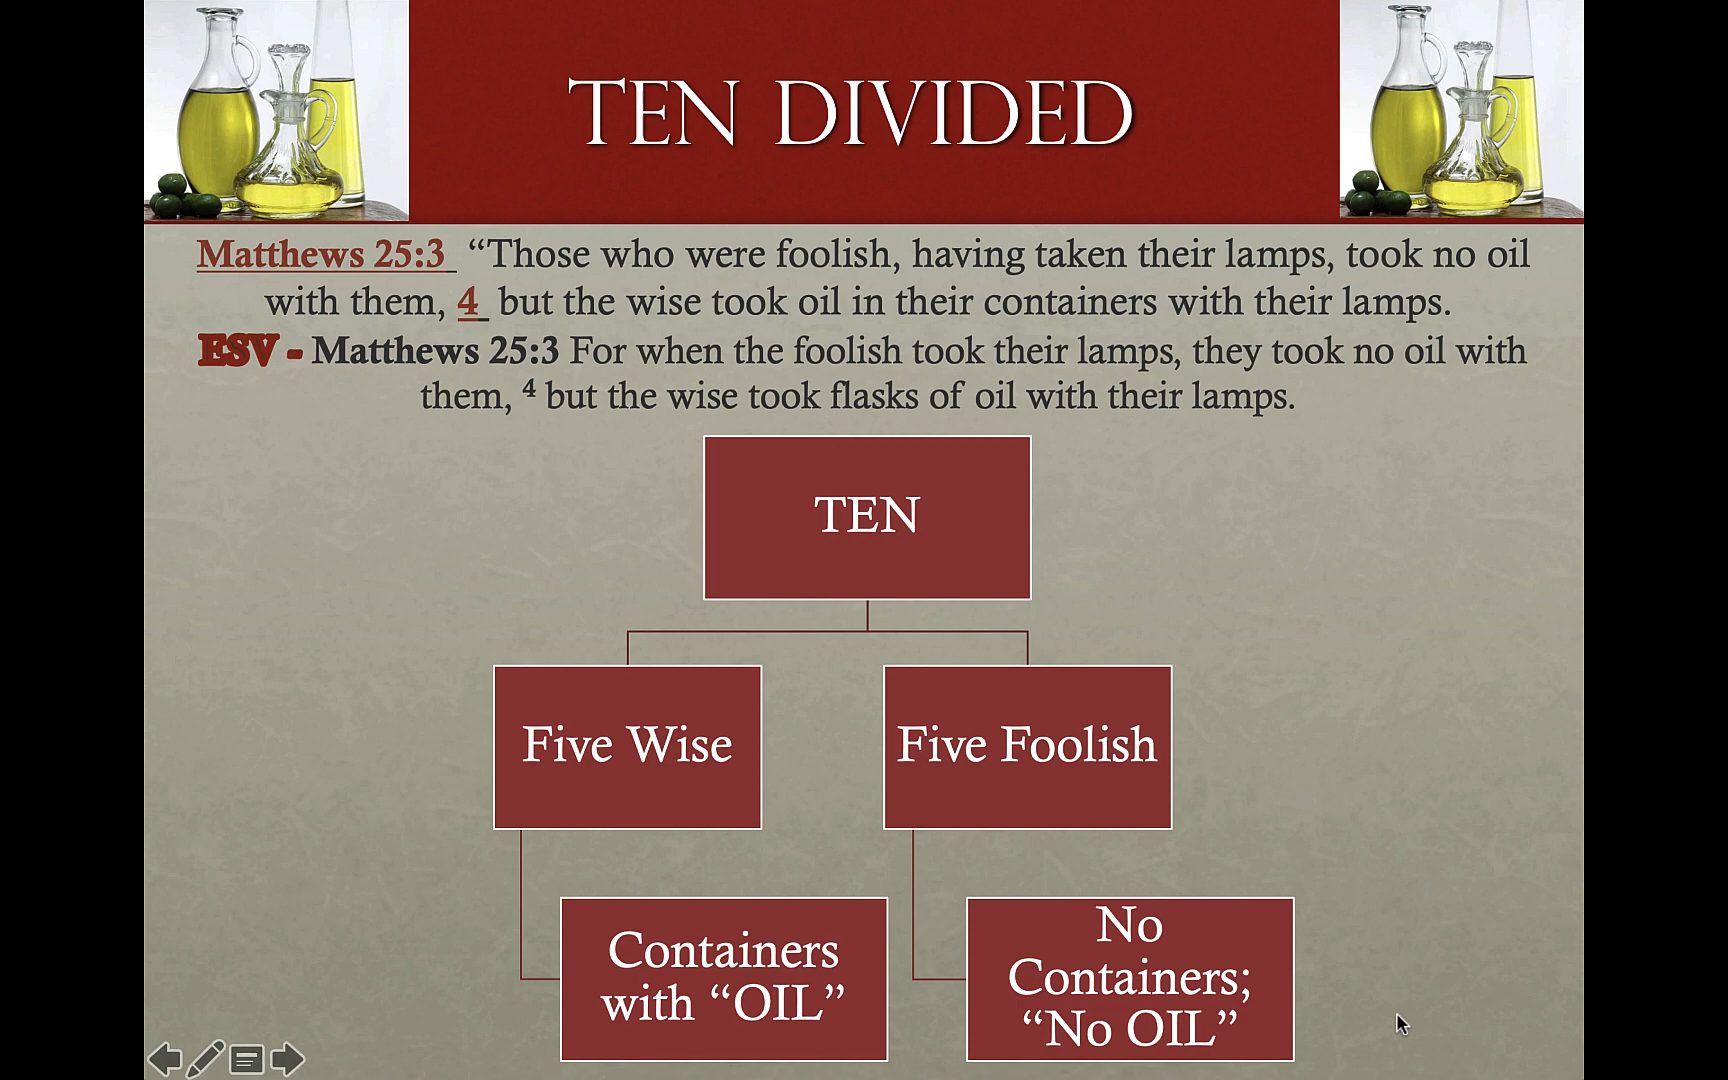 TEN DIVIDED
Matthews 25:3 “Those who were foolish, having taken their lamps, took no oil
with them, 4 but the wise took oil in their containers with their lamps.
ESV - Matthews 25:3 For when the foolish took their lamps, they took no oil with
them, 4 but the wise took flasks of oil with their lamps.
TEN
Five Wise
Five Foolish
Containers
with “OIL”
No
Containers;
“No OIL”